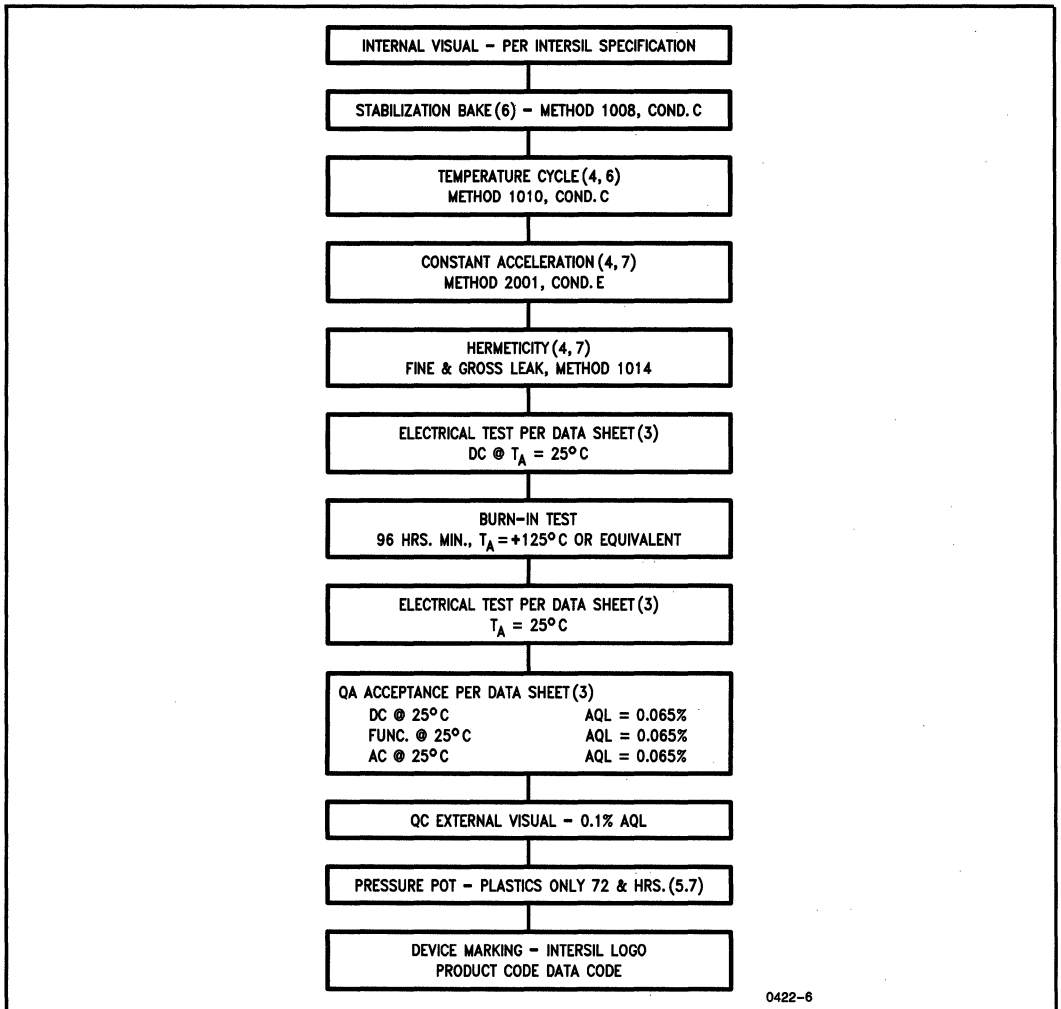 INTERNAL VISUAL – PER INTERSIL SPECIFICATION
STABILIZATION BAKE(6) – METHOD 1008, COND. C
TEMPERATURE CYCLE(4, 6)
METHOD 1010, COND. C
CONSTANT ACCELERATION(4, 7)
METHOD 2001, COND. E
HERMETICITY(4, 7)
FINE & GROSS LEAK, METHOD 1014
ELECTRICAL TEST PER DATA SHEET(3)
DC @ TA = 25°C
BURN–IN TEST
96 HRS. MIN., TA=+125°C OR EQUIVALENT
ELECTRICAL TEST PER DATA SHEET(3)
TA = 25°C
QA ACCEPTANCE PER DATA SHEET(3)
DC @ 25°C AQL = 0.065%
FUNC. @ 25°C AQL = 0.065%
AC @ 25°C AQL = 0.065%
QC EXTERNAL VISUAL – 0.1% AQL
PRESSURE POT – PLASTICS ONLY 72 & HRS.(5.7)
DEVICE MARKING – INTERSIL LOGO
PRODUCT CODE DATA CODE
0422–6